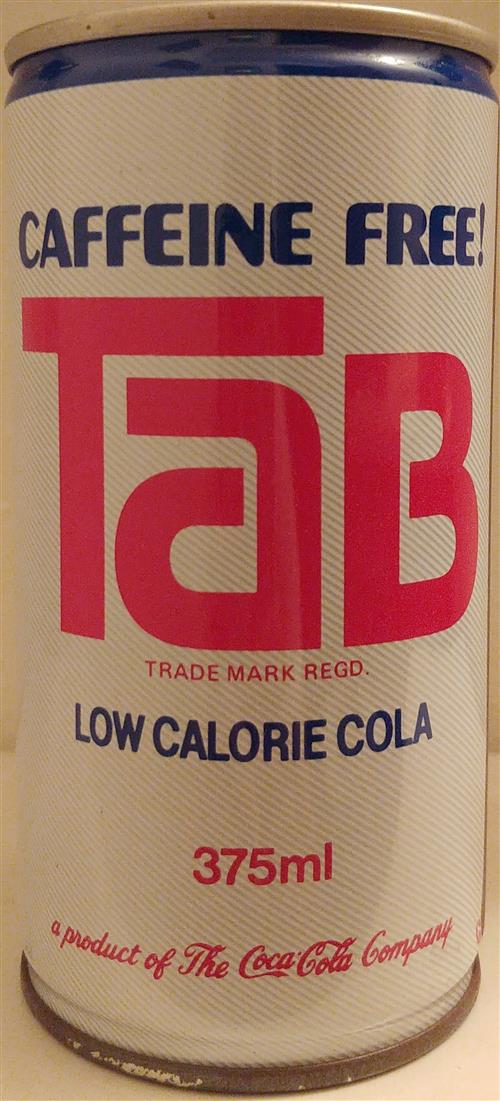 CAFFEINE FREE!
TaB
TRADE MARK REGD.
LOW CALORIE COLA
375ml
a product of The Coca-Cola Company